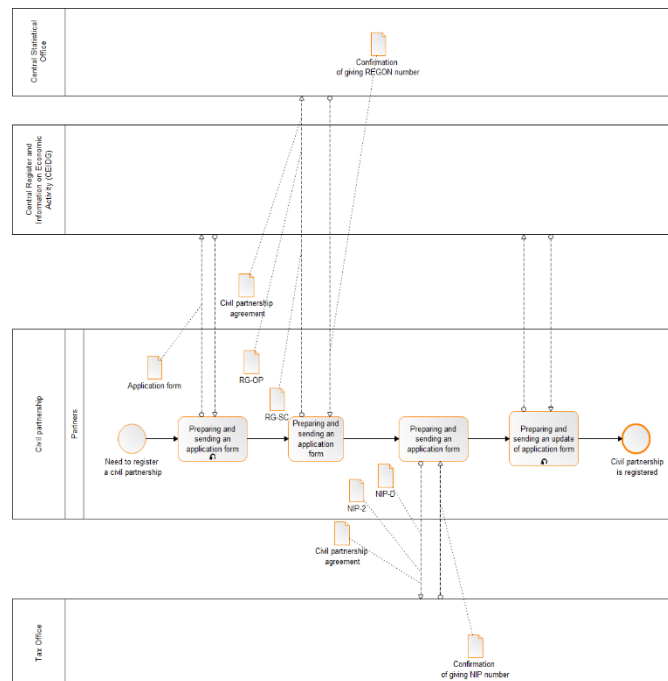 Central Statistical
Office
Confirmation
of giving REGON number
Central Register and
Information on Economic
Activity (CEIDG)
Civil partnership
agreement
Civil partnership
Partners
Application form
RG-OP
RG-SC
Need to register
a civil partnership
Preparing and
sending an
application form
Preparing and
sending an
application
form
Preparing and
sending an
application form
Preparing and
sending an update
of application form
Civil partnership
is registered
NIP-D
NIP-2
Civil partnership
agreement
Tax Office
Confirmation
of giving NIP number